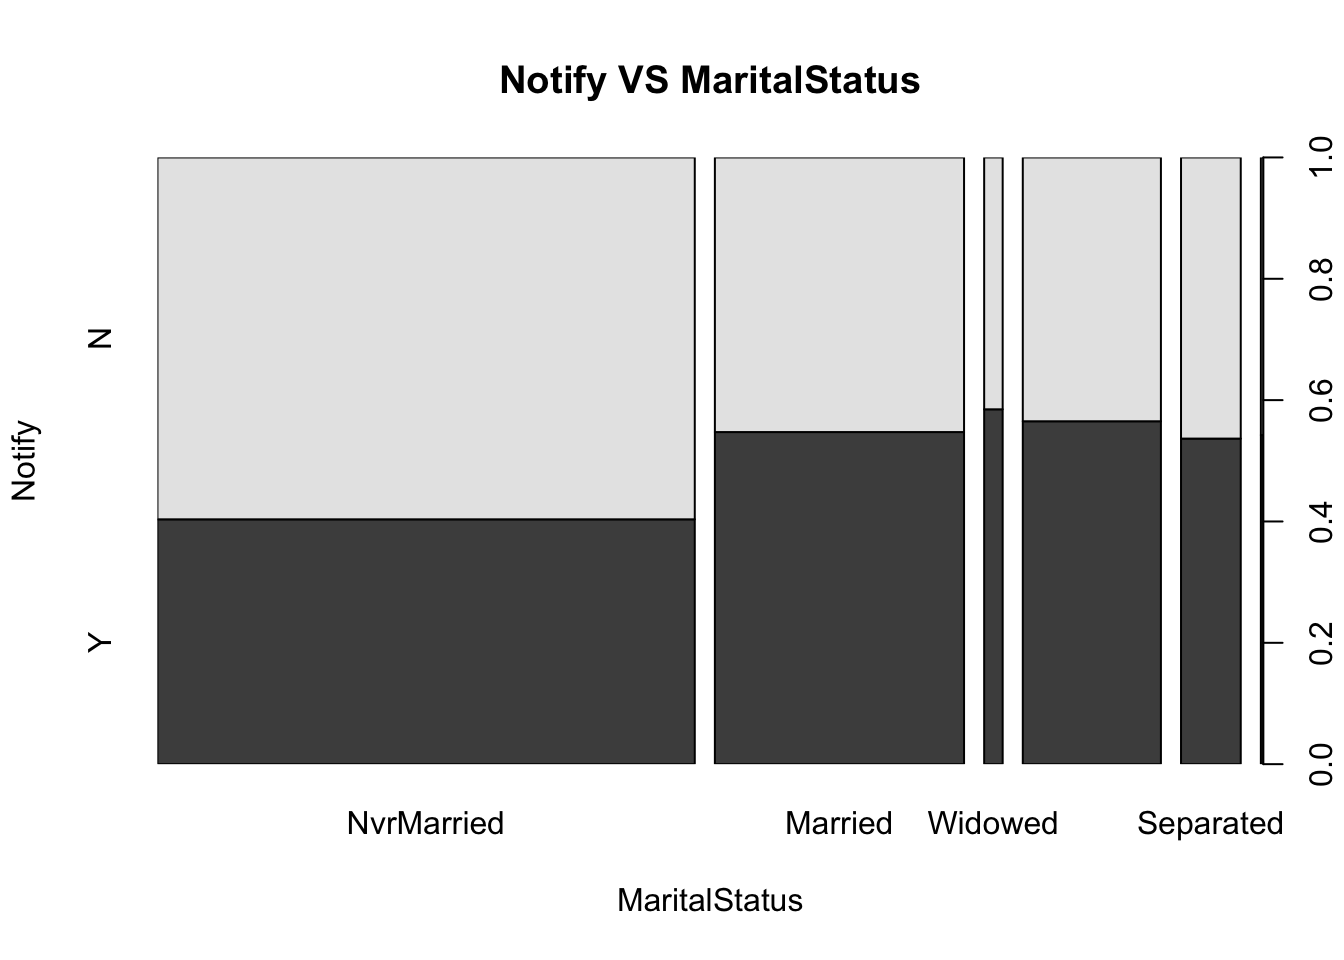 Notify VS MaritalStatus
Notify
N
Y
1.0
0.8
0.6
0.4
0.2
0.0
NvrMarried Married Widowed Separated
MaritalStatus